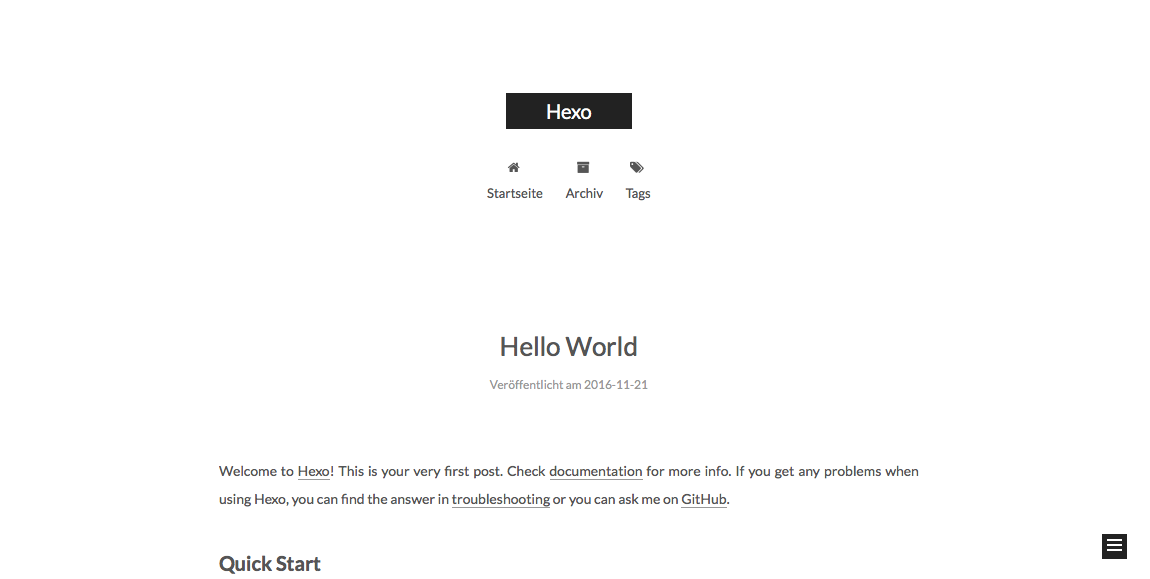 Hexo
Startseite Archiv Tags
Hello World
Veröffentlicht am 2016-11-21
Welcome to Hexo! This is your very first post. Check documentation for more info. If you get any problems when
using Hexo, you can find the answer in troubleshooting or you can ask me on GitHub.
Quick Start